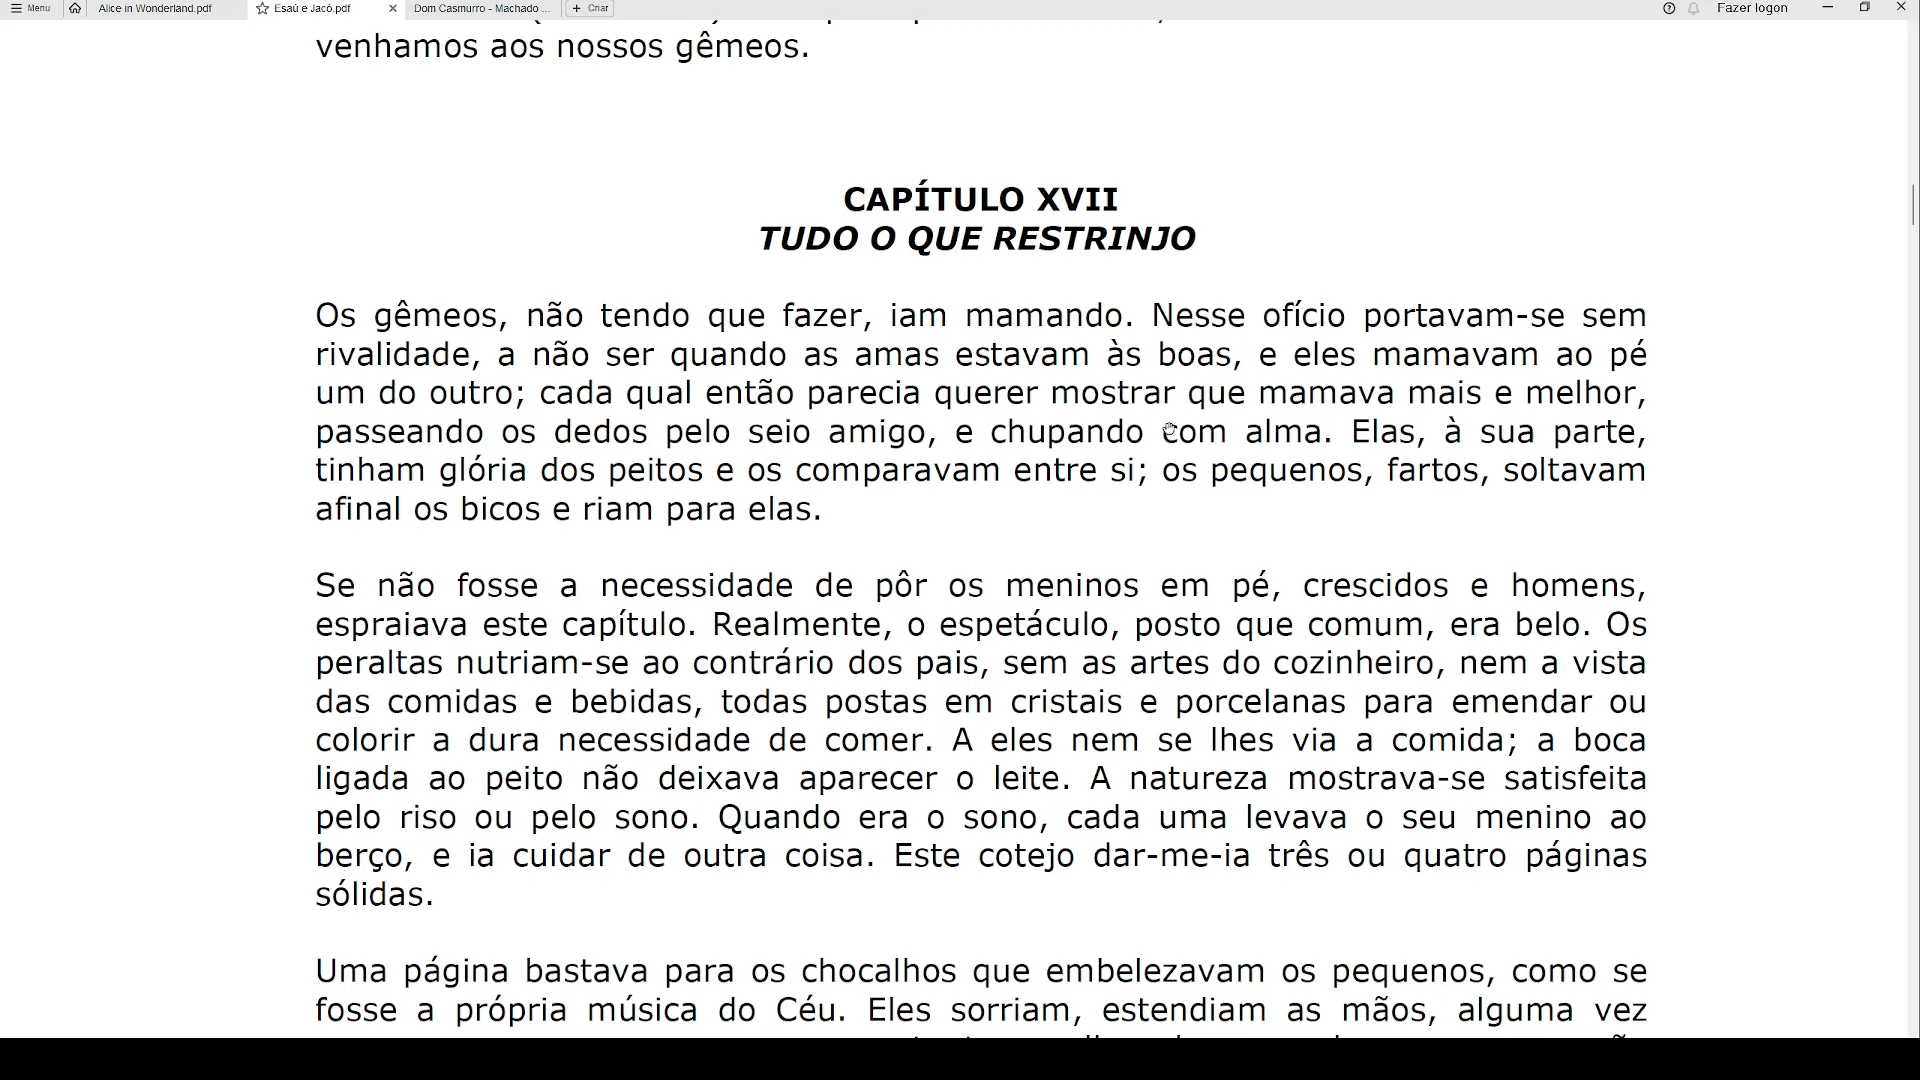 Menu Alice in Wonderland.pdf Esaú e Jacó.pdf Dom Casmurro - Machado ... + Criar Fazer logon
venhamos aos nossos gêmeos.
CAPÍTULO XVII
TUDO O QUE RESTRINJO
Os gêmeos, não tendo que fazer, iam mamando. Nesse ofício portavam-se sem
rivalidade, a não ser quando as amas estavam às boas, e eles mamavam ao pé
um do outro; cada qual então parecia querer mostrar que mamava mais e melhor,
passeando os dedos pelo seio amigo, e chupando com alma. Elas, à sua parte,
tinham glória dos peitos e os comparavam entre si; os pequenos, fartos, soltavam
afinal os bicos e riam para elas.
Se não fosse a necessidade de pôr os meninos em pé, crescidos e homens,
espraiava este capítulo. Realmente, o espetáculo, posto que comum, era belo. Os
peraltas nutriam-se ao contrário dos pais, sem as artes do cozinheiro, nem a vista
das comidas e bebidas, todas postas em cristais e porcelanas para emendar ou
colorir a dura necessidade de comer. A eles nem se lhes via a comida; a boca
ligada ao peito não deixava aparecer o leite. A natureza mostrava-se satisfeita
pelo riso ou pelo sono. Quando era o sono, cada uma levava o seu menino ao
berço, e ia cuidar de outra coisa. Este cotejo dar-me-ia três ou quatro páginas
sólidas.
Uma página bastava para os chocalhos que embelezavam os pequenos, como se
fosse a própria música do Céu. Eles sorriam, estendiam as mãos, alguma vez